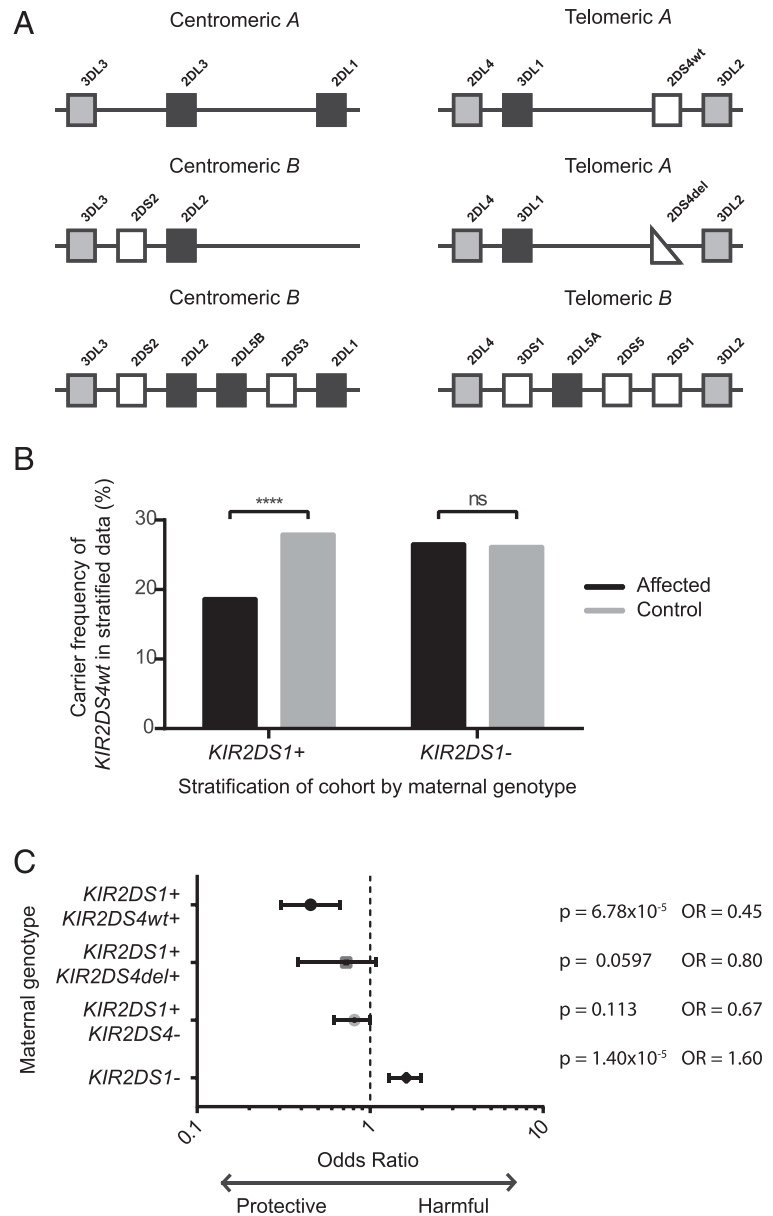 A
Centromeric A
Telomeric A
3DL3 2DL3 2DL1
2DL4 3DL1 2DS4wt 3DL2
Centromeric B
Telomeric A
3DL3 2DS2 2DL2
2DL4 3DL1 2DS4del 3DL2
Centromeric B
Telomeric B
3DL3 2DS2 2DL2 2DL5B 2DS3 2DL1
2DL4 3DS1 2DL5A 2DS5 2DS1 3DL2
B
Carrier frequency of
KIR2DS4wt in stratified data (%)
30
20
10
0
****
ns
Affected
Control
KIR2DS1+
KIR2DS1-
Stratification of cohort by maternal genotype
C
Maternal genotype
KIR2DS1+
KIR2DS4wt+
p = 6.78x10-5 OR = 0.45
KIR2DS1+
KIR2DS4del+
p = 0.0597 OR = 0.80
KIR2DS1+
KIR2DS4-
p = 0.113 OR = 0.67
KIR2DS1-
p = 1.40x10-5 OR = 1.60
0.1 1 10
Odds Ratio
Protective Harmful